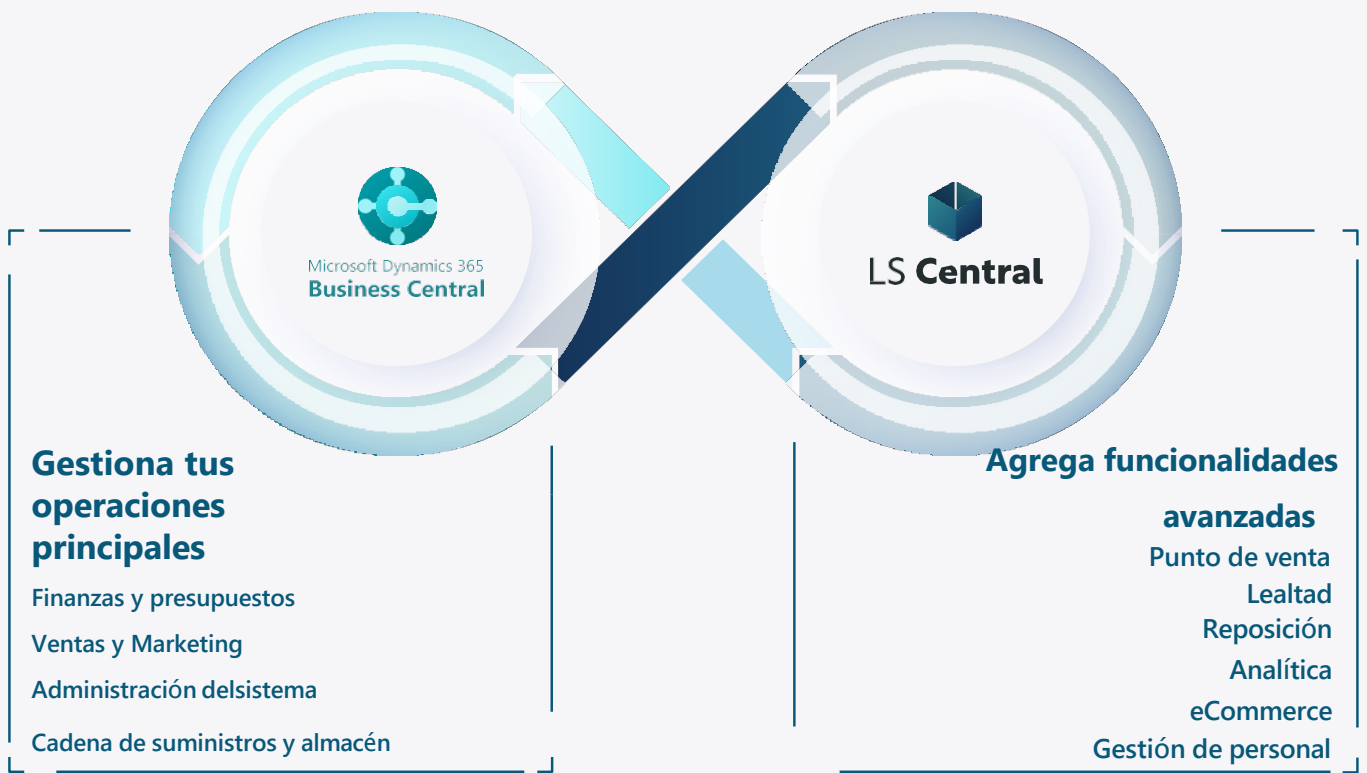 Microsoft Dynamics 365
Business Central
LS Central
Gestiona tus
operaciones
principales
Finanzas y presupuestos
Ventas y Marketing
Administración delsistema
Cadena de suministros y almacén
Agrega funcionalidades
avanzadas
Punto de venta
Lealtad
Reposición
Analítica
eCommerce
Gestión de personal